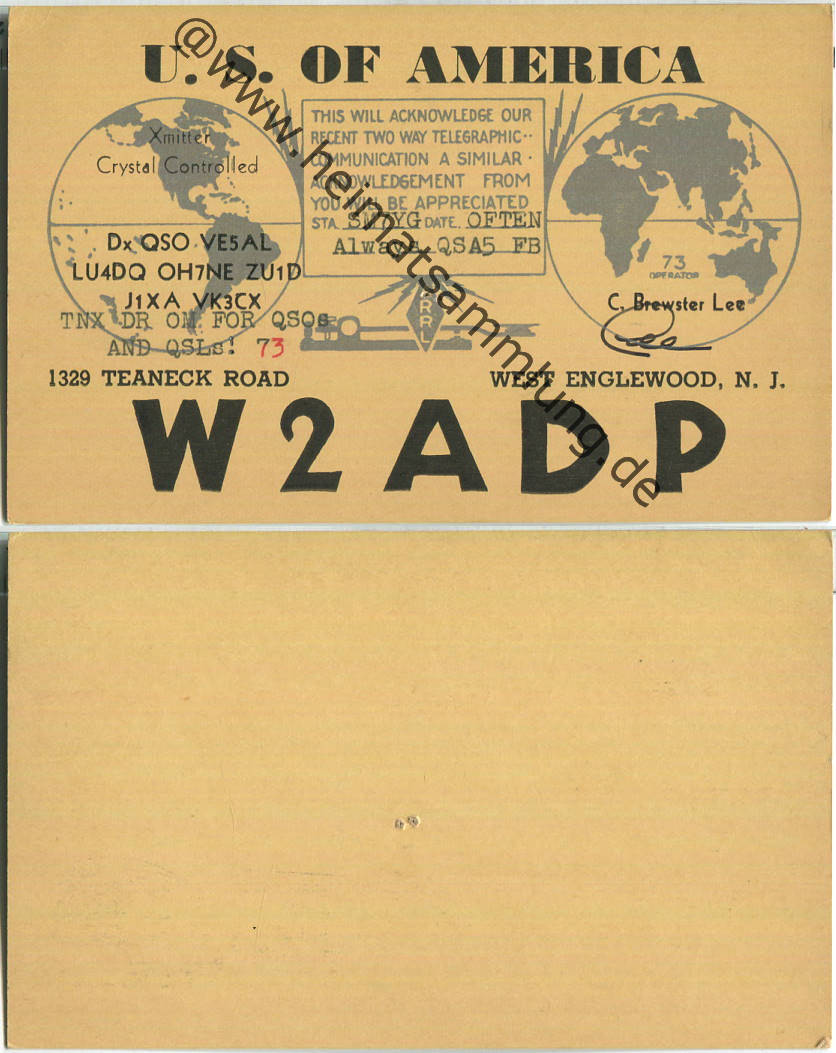 U. S. OF AMERICA
Xmitter
Crystal Controlled
Dx QSO VE5AL
LU4DQ OH7NE ZU1D
J1XA VK3CX
TNX DR OM FOR QSOs
AND QSLs! 73
THIS WILL ACKNOWLEDGE OUR
RECENT TWO WAY TELEGRAPHIC··
COMMUNICATION A SIMILAR ·
ACKNOWLEDGEMENT FROM
YOU WILL BE APPRECIATED
STA. DATE. OFTEN
Always QSA5 FB
ARRL
73
OPERATOR
C. Brewster Lee
Lee
1329 TEANECK ROAD
WEST ENGLEWOOD, N. J.
W2ADP
@www.heimatsammlung.de